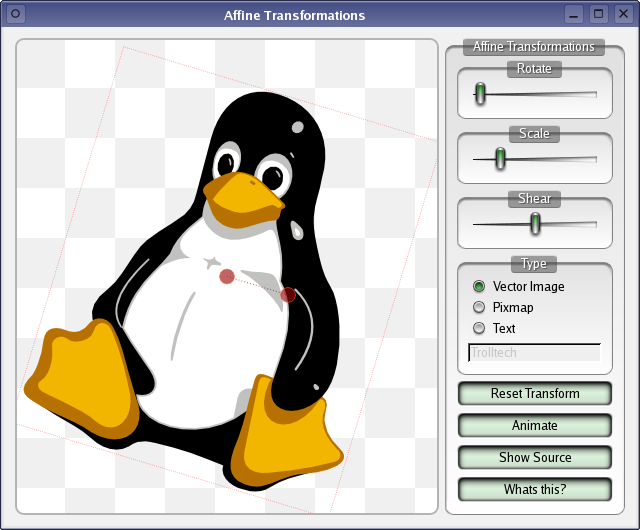 Affine Transformations
Affine Transformations
Rotate
Scale
Shear
Type
Vector Image
Pixmap
Text
Trolltech
Reset Transform
Animate
Show Source
Whats this?